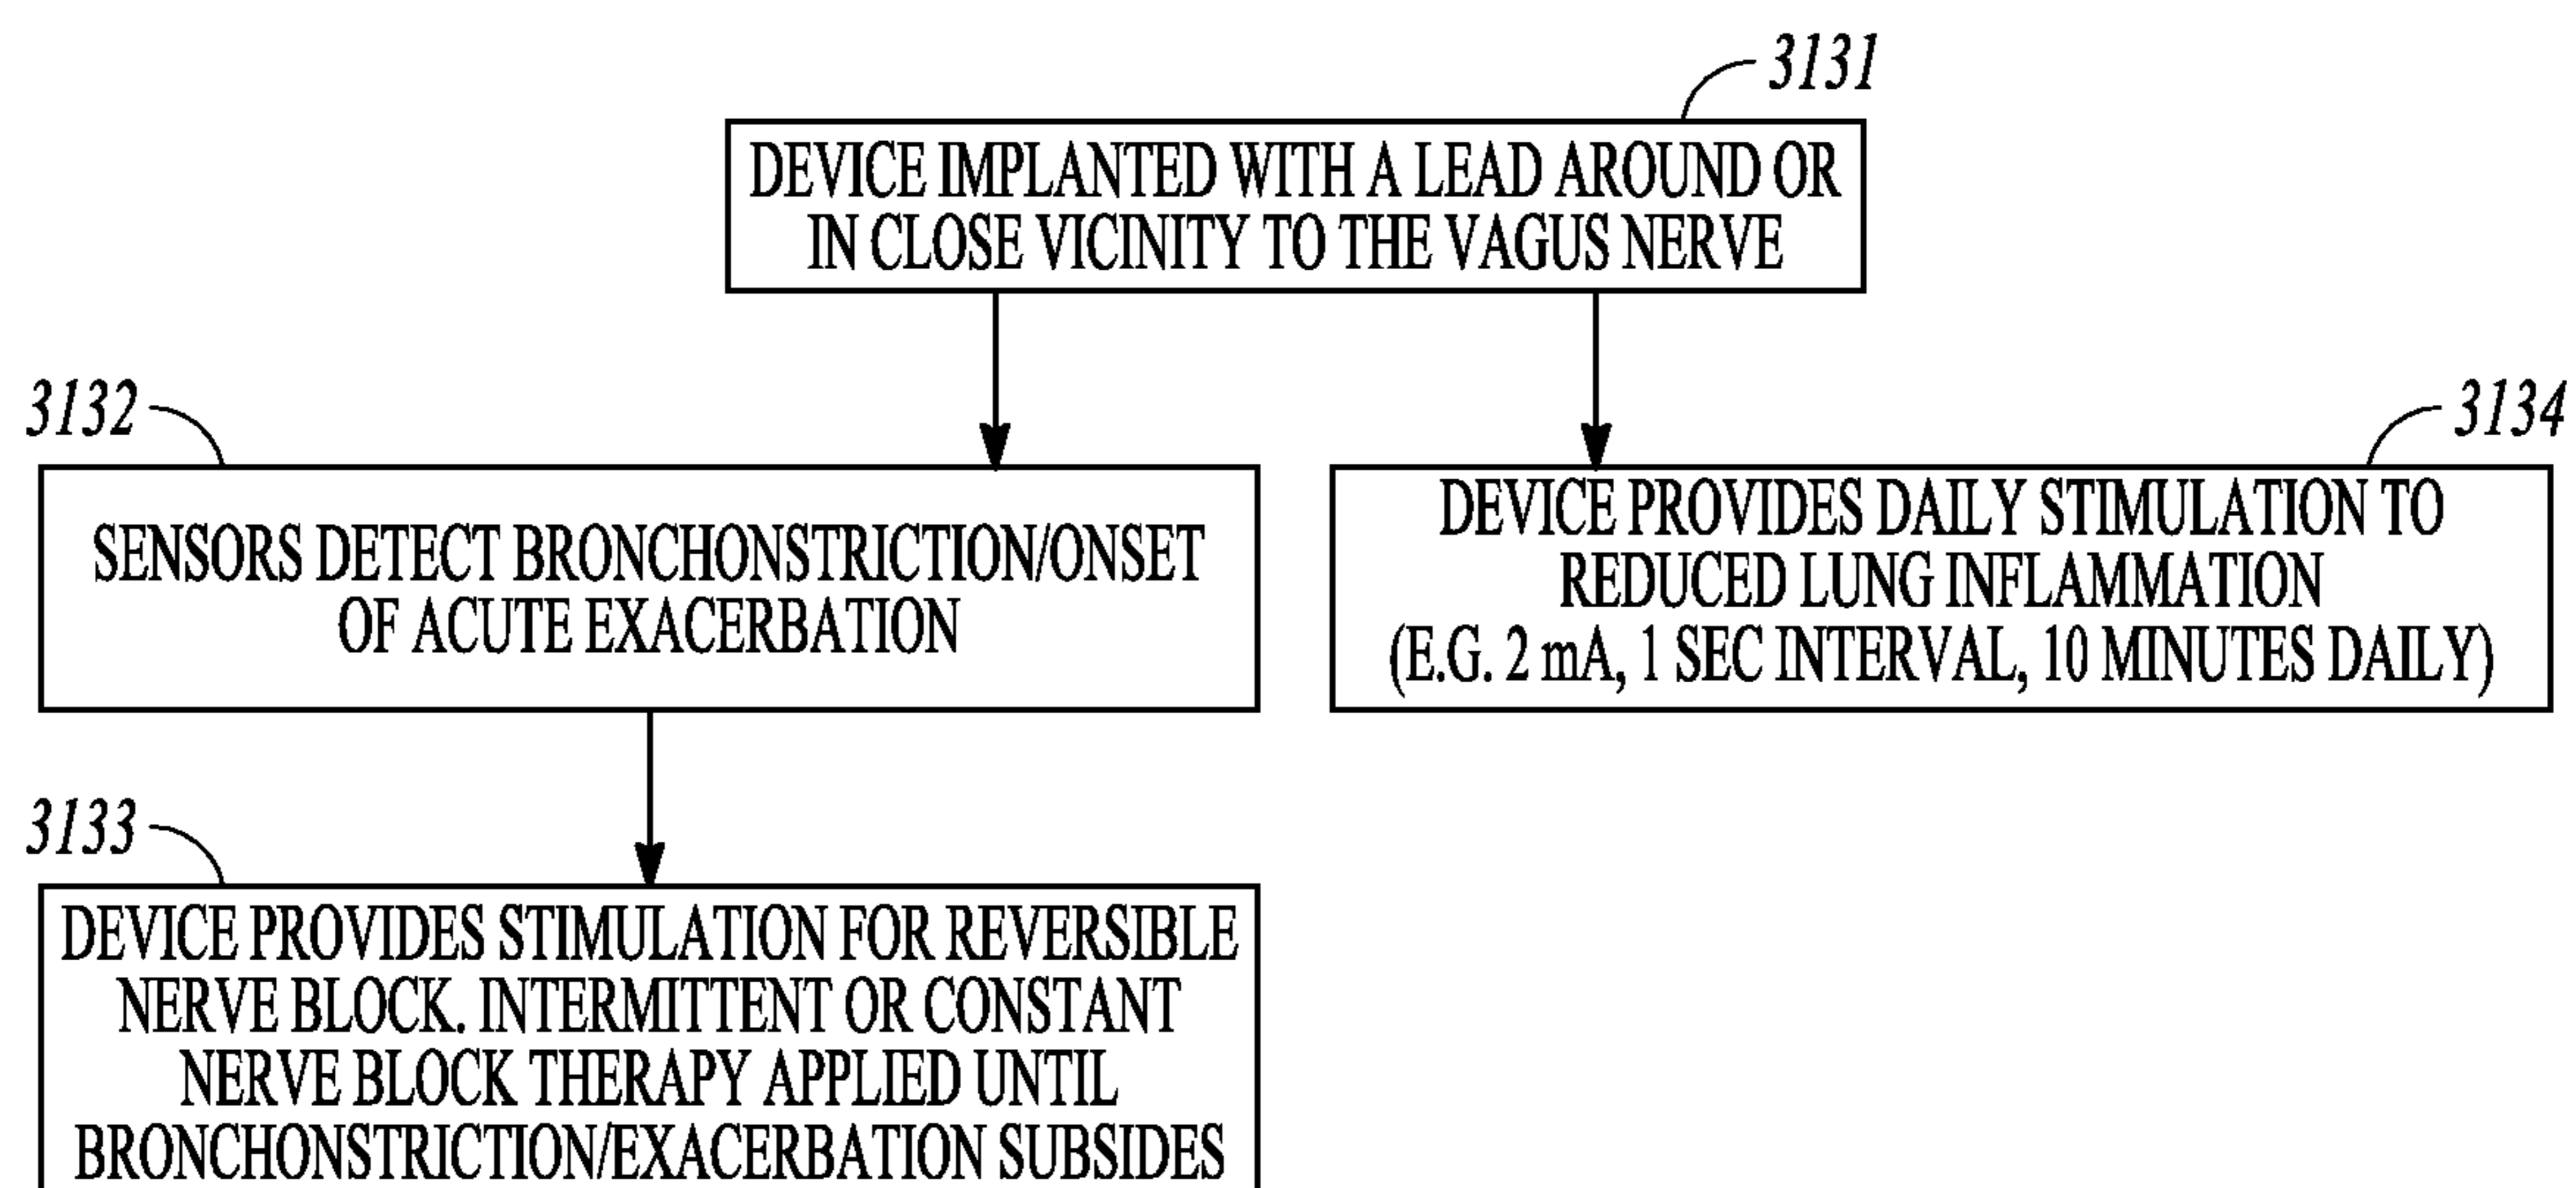 3131
DEVICE IMPLANTED WITH A LEAD AROUND OR
IN CLOSE VICINITY TO THE VAGUS NERVE
3132
SENSORS DETECT BRONCHONSTRICTION/ONSET
OF ACUTE EXACERBATION
3134
DEVICE PROVIDES DAILY STIMULATION TO
REDUCED LUNG INFLAMMATION
(E.G. 2 mA, 1 SEC INTERVAL, 10 MINUTES DAILY)
3133
DEVICE PROVIDES STIMULATION FOR REVERSIBLE
NERVE BLOCK. INTERMITTENT OR CONSTANT
NERVE BLOCK THERAPY APPLIED UNTIL
BRONCHONSTRICTION/EXACERBATION SUBSIDES